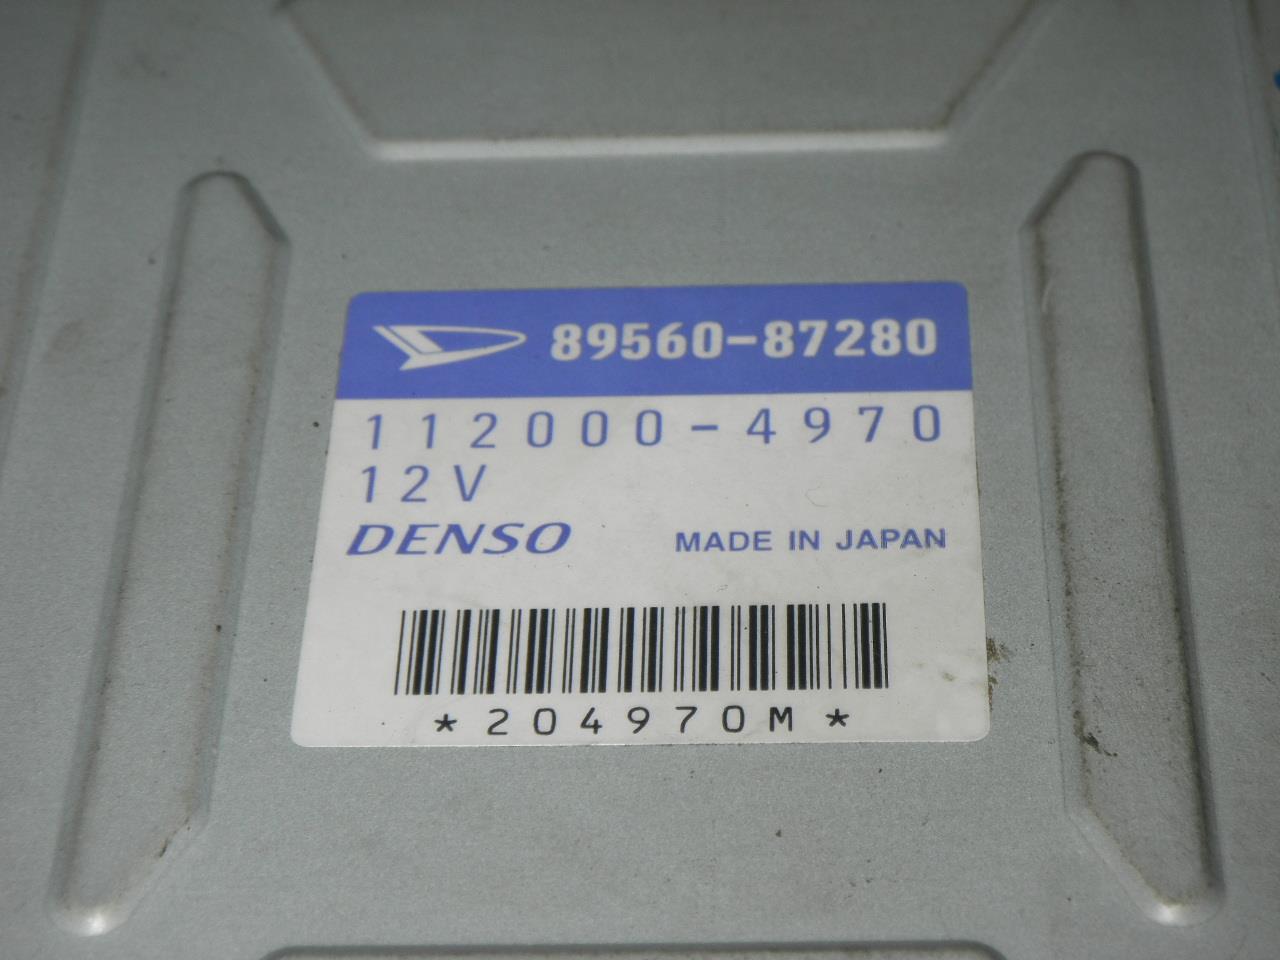 89560-87280
112000-4970
12V
DENSO MADE IN JAPAN
*204970M*